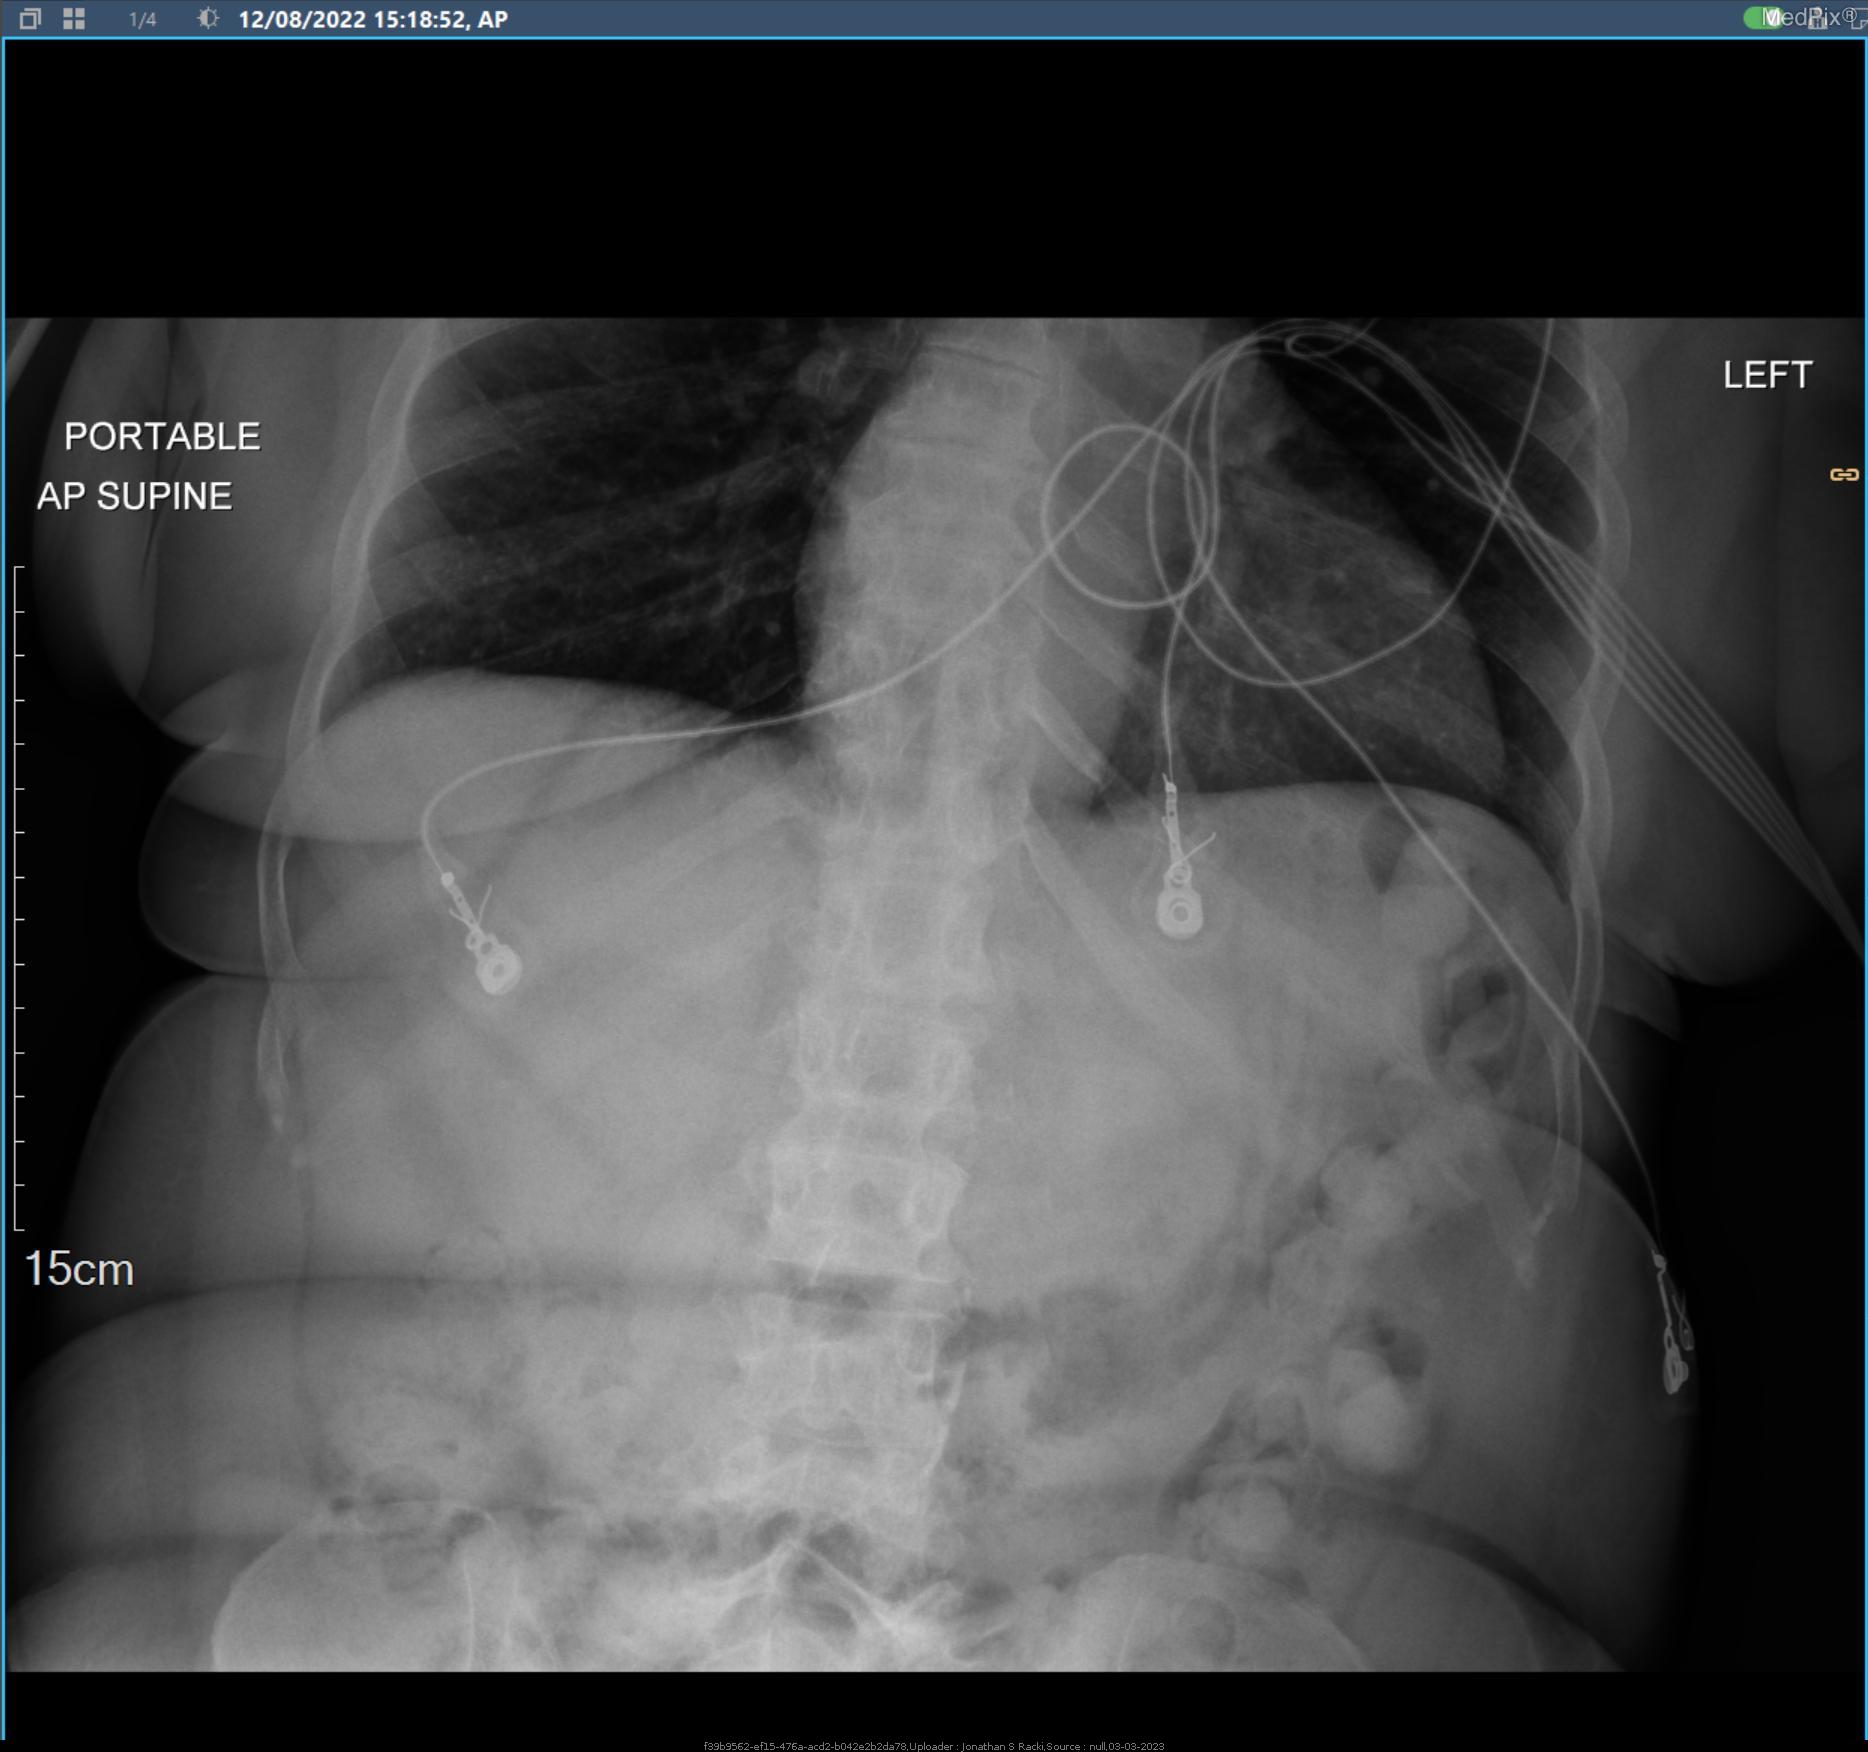 1/4
12/08/2022 15:18:52, AP
MedPix®
LEFT
PORTABLE
AP SUPINE
15cm
f39b9562-ef15-476a-acd2-b042e2b2da78,Uploader : Jonathan S Racki,Source : null,03-03-2023